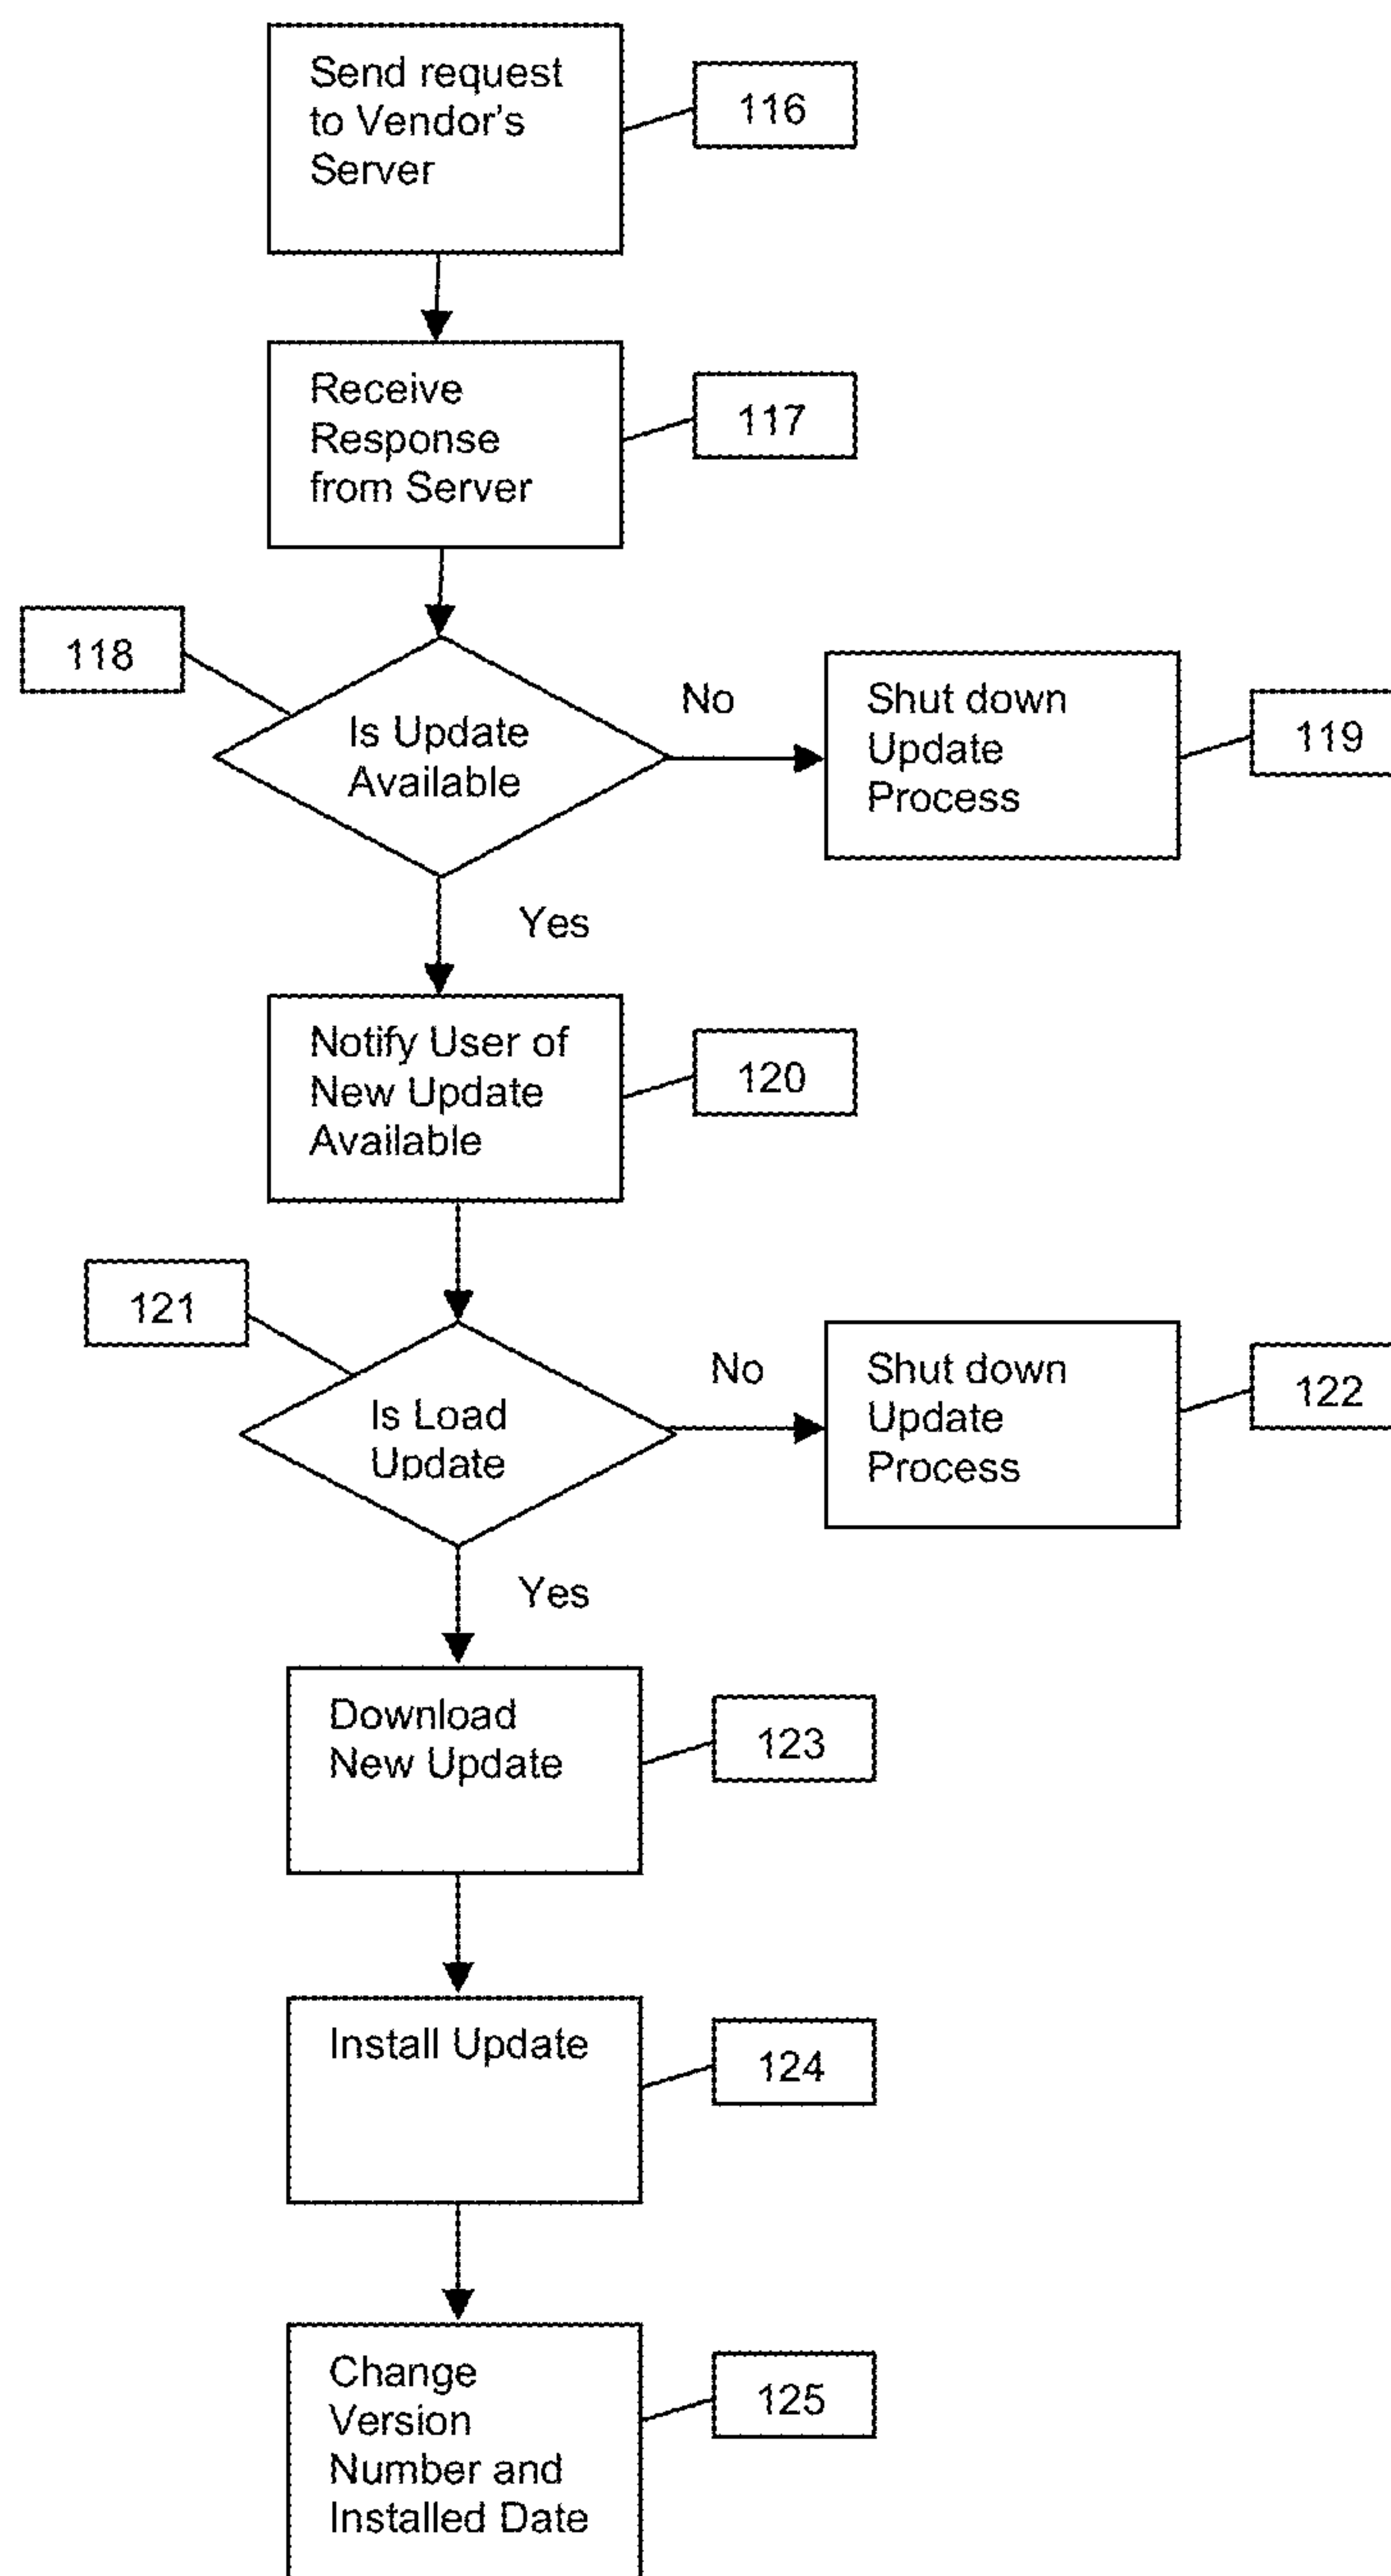 Send request
to Vendor's
Server
116
Receive
Response
from Server
117
118
Is Update
Available
No
Shut down
Update
Process
119
Yes
Notify User of
New Update
Available
120
121
Is Load
Update
No
Shut down
Update
Process
122
Yes
Download
New Update
123
Install Update
124
Change
Version
Number and
Installed Date
125